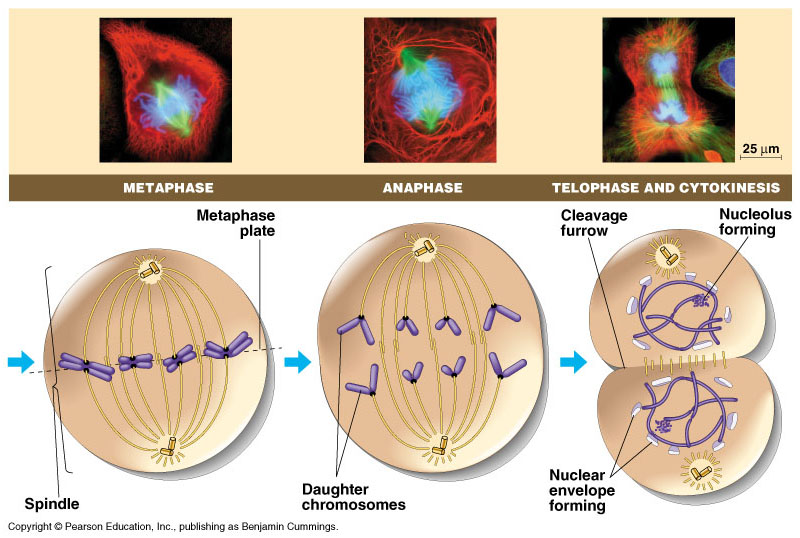 25 µm
METAPHASE
ANAPHASE
TELOPHASE AND CYTOKINESIS
Metaphase
plate
Cleavage
furrow
Nucleolus
forming
Spindle
Daughter
chromosomes
Nuclear
envelope
forming
Copyright © Pearson Education, Inc., publishing as Benjamin Cummings.